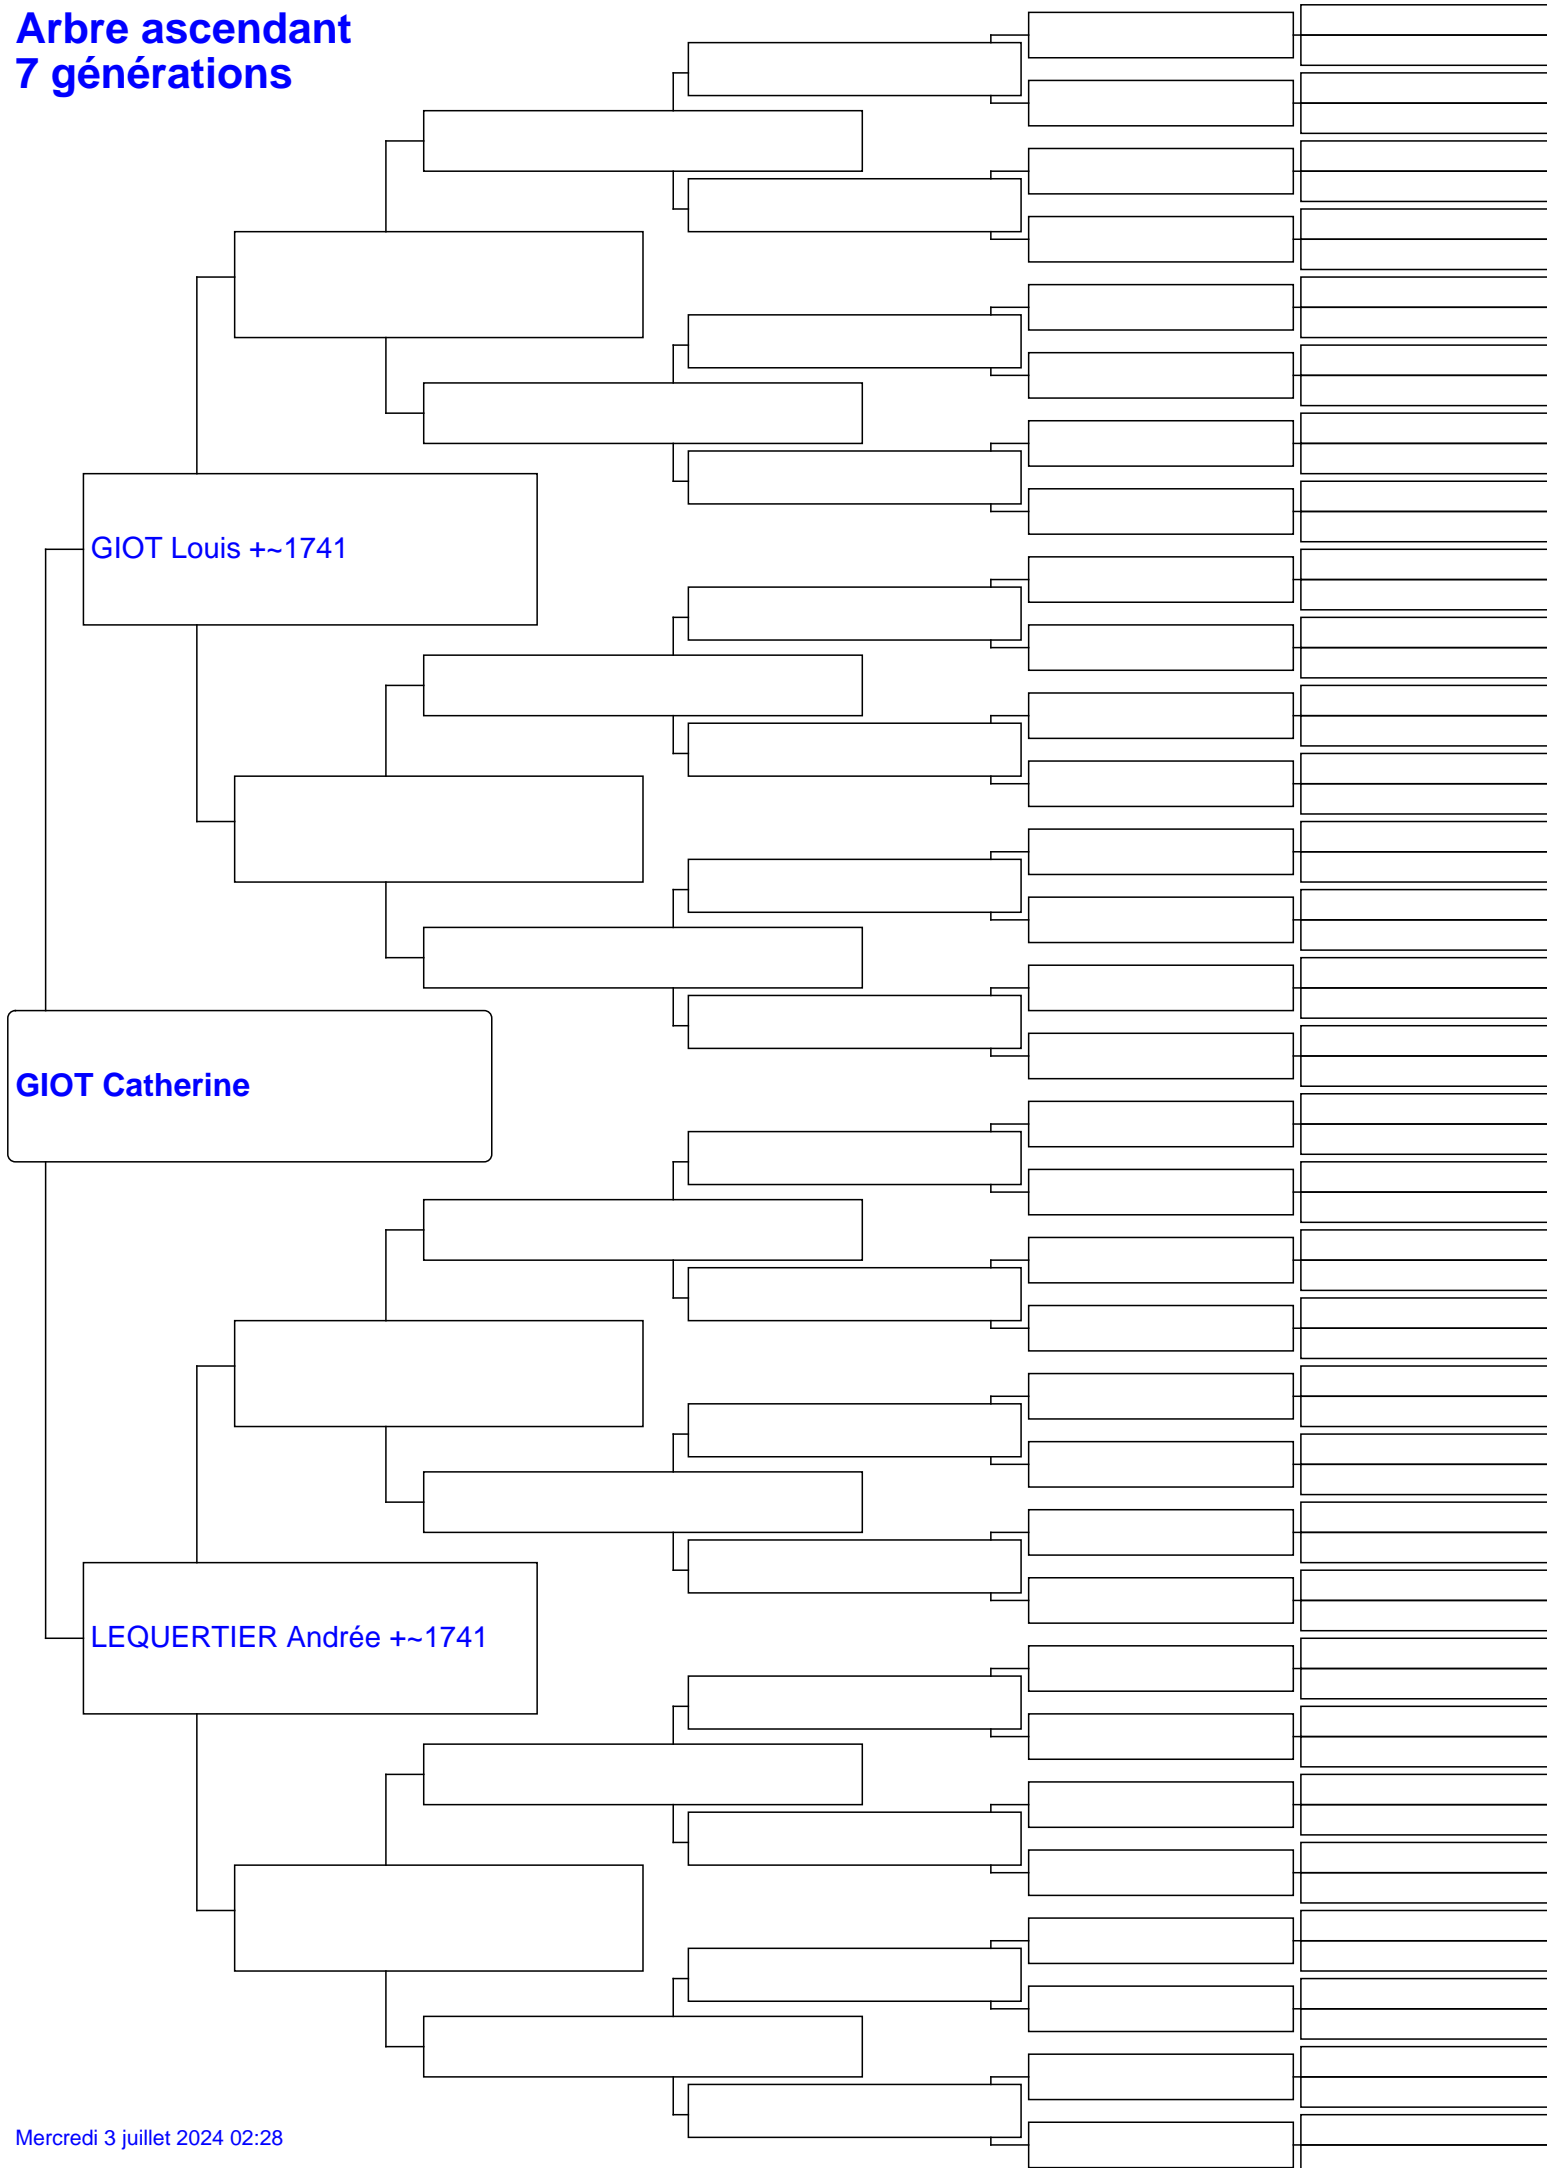 Arbre ascendant
7 générations
GIOT Louis +~1741
GIOT Catherine
LEQUERTIER Andrée +~1741
Mercredi 3 juillet 2024 02:28